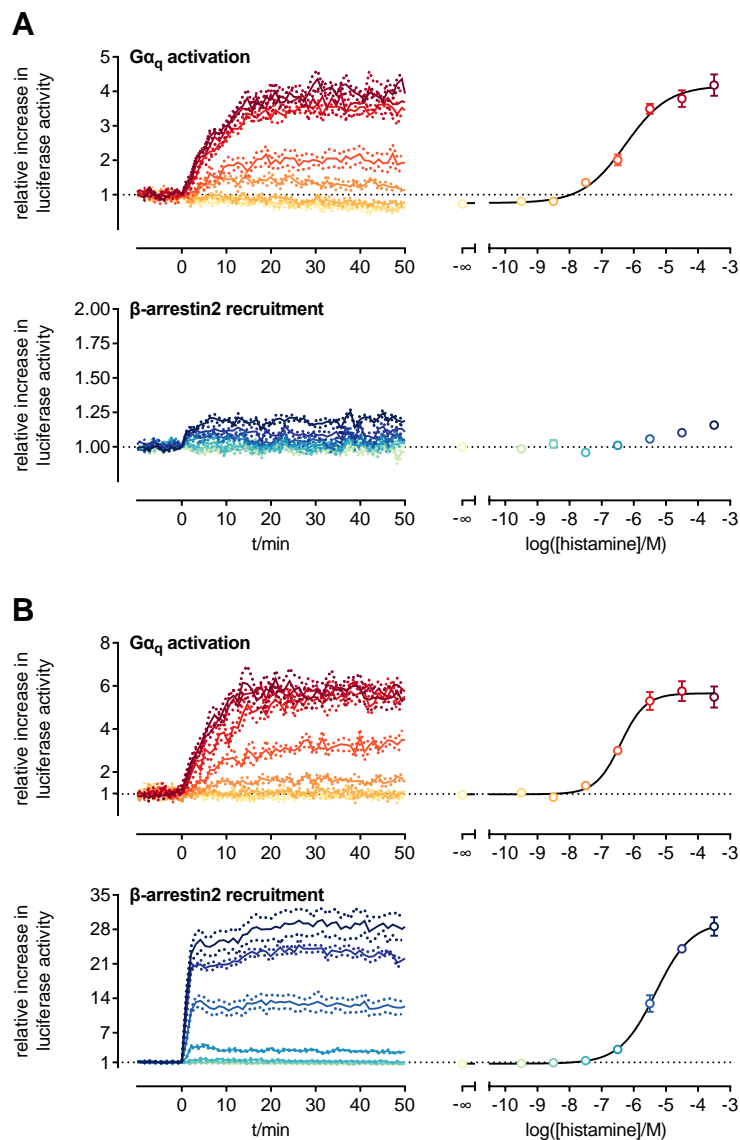 A
Gαq activation
relative increase in
luciferase activity
5
4
3
2
1
0 10 20 30 40 50
-∞ -10 -9 -8 -7 -6 -5 -4 -3
β-arrestin2 recruitment
relative increase in
luciferase activity
2.00
1.75
1.50
1.25
1.00
0 10 20 30 40 50
-∞ -10 -9 -8 -7 -6 -5 -4 -3
t/min
log([histamine]/M)
B
Gαq activation
relative increase in
luciferase activity
8
6
4
2
1
0 10 20 30 40 50
-∞ -10 -9 -8 -7 -6 -5 -4 -3
β-arrestin2 recruitment
relative increase in
luciferase activity
35
28
21
14
7
1
0 10 20 30 40 50
-∞ -10 -9 -8 -7 -6 -5 -4 -3
t/min
log([histamine]/M)